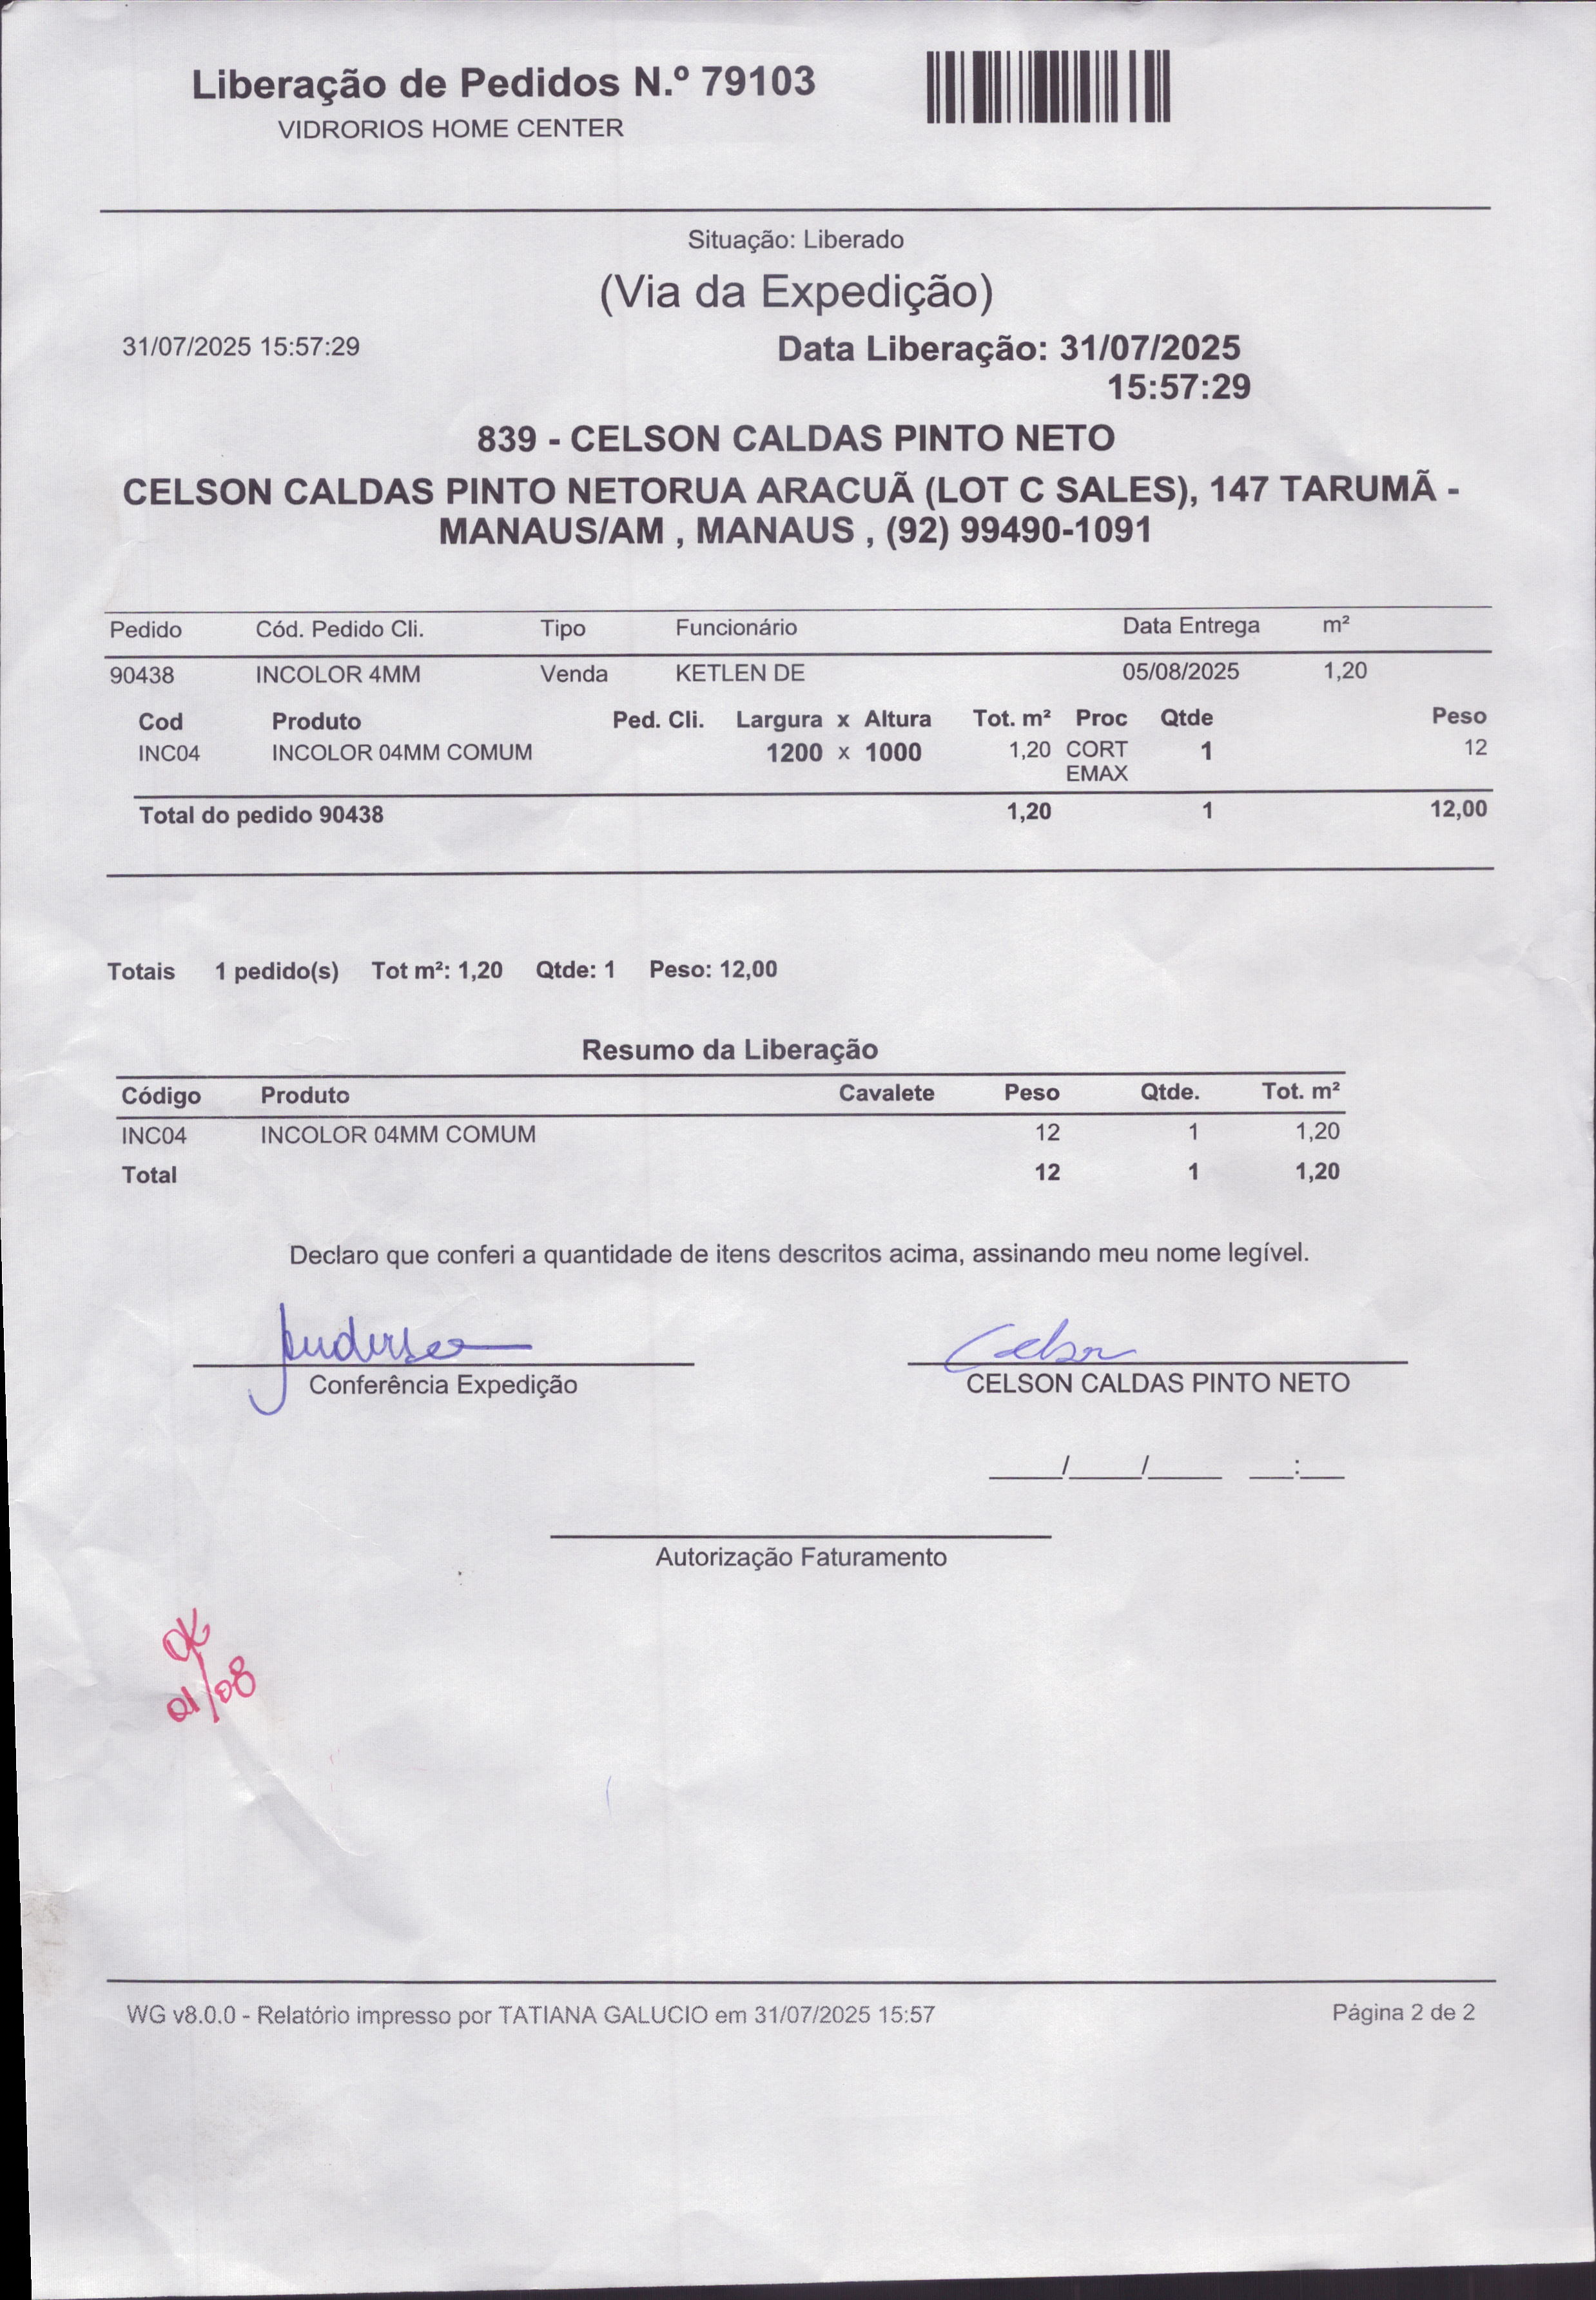 Liberação de Pedidos N.º 79103
VIDRORIOS HOME CENTER
Situação: Liberado
(Via da Expedição)
31/07/2025 15:57:29
Data Liberação: 31/07/2025
15:57:29
839 - CELSON CALDAS PINTO NETO
CELSON CALDAS PINTO NETORUA ARACUÃ (LOT C SALES), 147 TARUMÃ -
MANAUS/AM , MANAUS , (92) 99490-1091
Pedido Cód. Pedido Cli. Tipo Funcionário Data Entrega m²
90438 INCOLOR 4MM Venda KETLEN DE 05/08/2025 1,20
Cod Produto Ped. Cli. Largura x Altura Tot. m² Proc Qtde Peso
INC04 INCOLOR 04MM COMUM 1200 x 1000 1,20 CORT 1 12
EMAX
Total do pedido 90438 1,20 1 12,00
Totais 1 pedido(s) Tot m²: 1,20 Qtde: 1 Peso: 12,00
Resumo da Liberação
Código Produto Cavalete Peso Qtde. Tot. m²
INC04 INCOLOR 04MM COMUM 12 1 1,20
Total 12 1 1,20
Declaro que conferi a quantidade de itens descritos acima, assinando meu nome legível.
Anderson Celson
Conferência Expedição CELSON CALDAS PINTO NETO
____/____/____ __:__
Autorização Faturamento
OK
01/08
WG v8.0.0 - Relatório impresso por TATIANA GALUCIO em 31/07/2025 15:57
Página 2 de 2